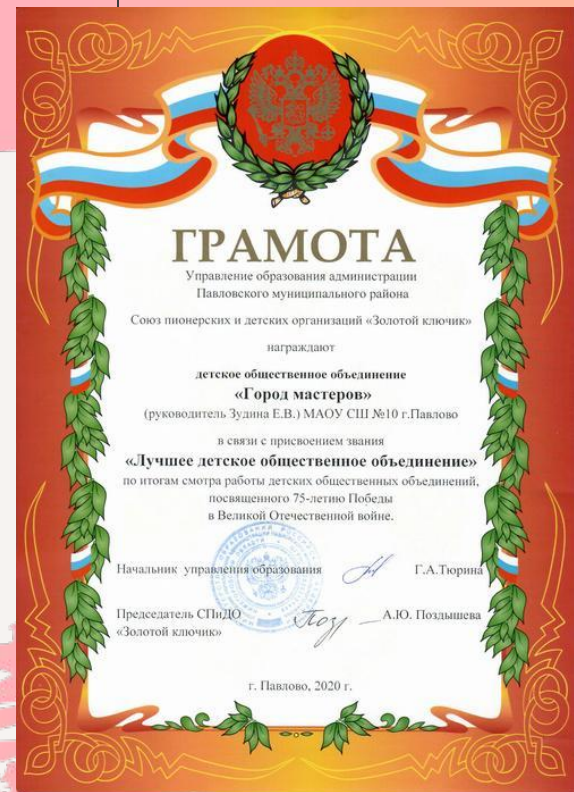 ГРАМОТА
Управление образования администрации
Павловского муниципального района
Союз пионерских и детских организаций «Золотой ключик»
награждают
детское общественное объединение
«Город мастеров»
(руководитель Зудина Е.В.) МАОУ СШ №10 г.Павлово
в связи с присвоением звания
«Лучшее детское общественное объединение»
по итогам смотра работы детских общественных объединений,
посвященного 75-летию Победы
в Великой Отечественной войне.
Начальник управления образования Г.А.Тюрина
Председатель СПиДО А.Ю. Поздышева
«Золотой ключик»
г. Павлово, 2020 г.